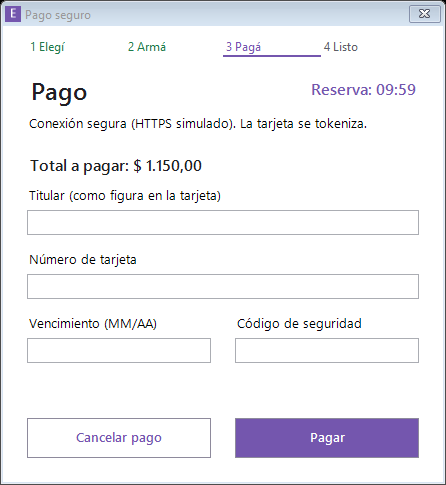 E Pago seguro
1 Elegí 2 Armá 3 Pagá 4 Listo
Pago Reserva: 09:59
Conexión segura (HTTPS simulado). La tarjeta se tokeniza.
Total a pagar: $ 1.150,00
Titular (como figura en la tarjeta)
Número de tarjeta
Vencimiento (MM/AA) Código de seguridad
Cancelar pago Pagar